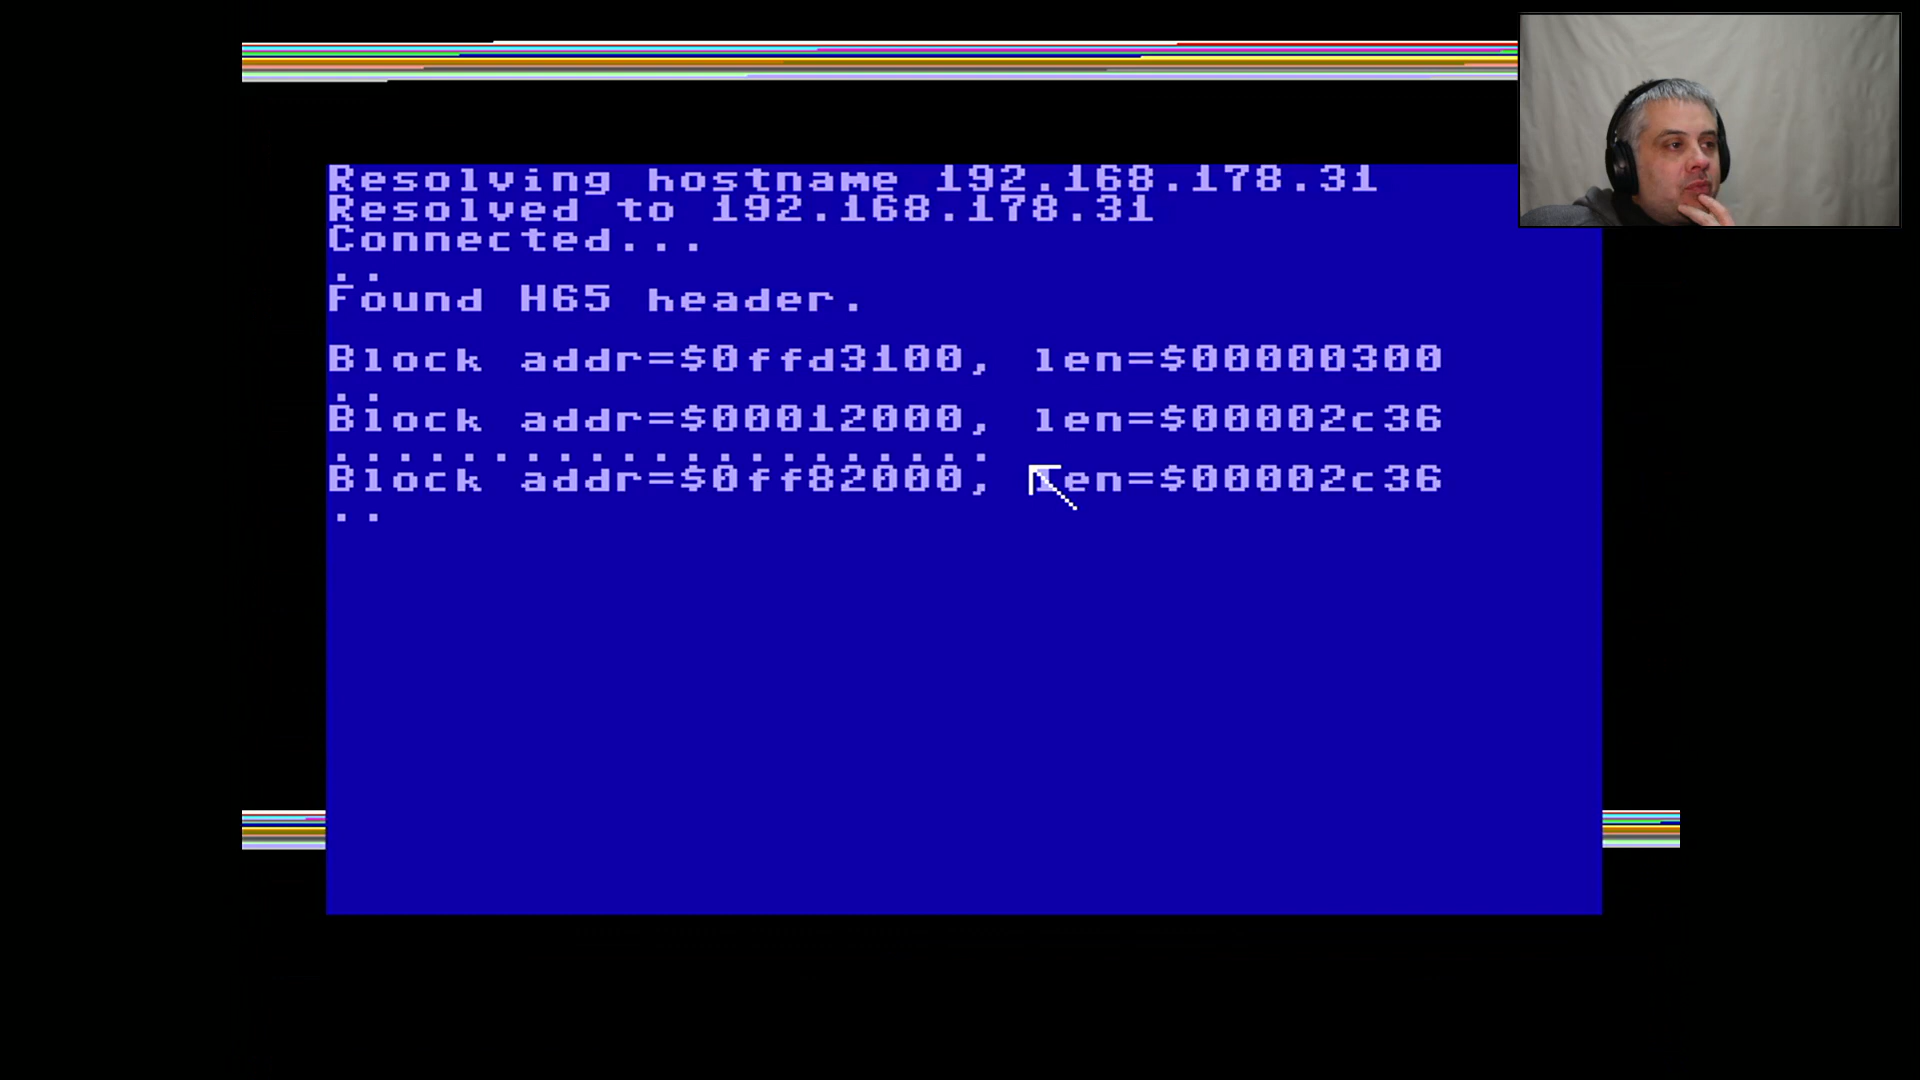 Resolving hostname 192.168.178.31
Resolved to 192.168.178.31
Connected...
..
Found H65 header.
Block addr=$0ffd3100, len=$00000300
..
Block addr=$00012000, len=$00002c36
.....................
Block addr=$0ff82000, len=$00002c36
..